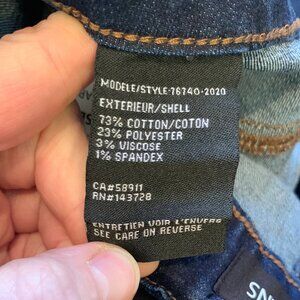 MODELE/STYLE-76740-2020
EXTERIEUR/SHELL
73% COTTON/COTON
23% POLYESTER
3% VISCOSE
1% SPANDEX
CA#58911
RN#143728
ENTRETIEN VOIR L'ENVERS
SEE CARE ON REVERSE